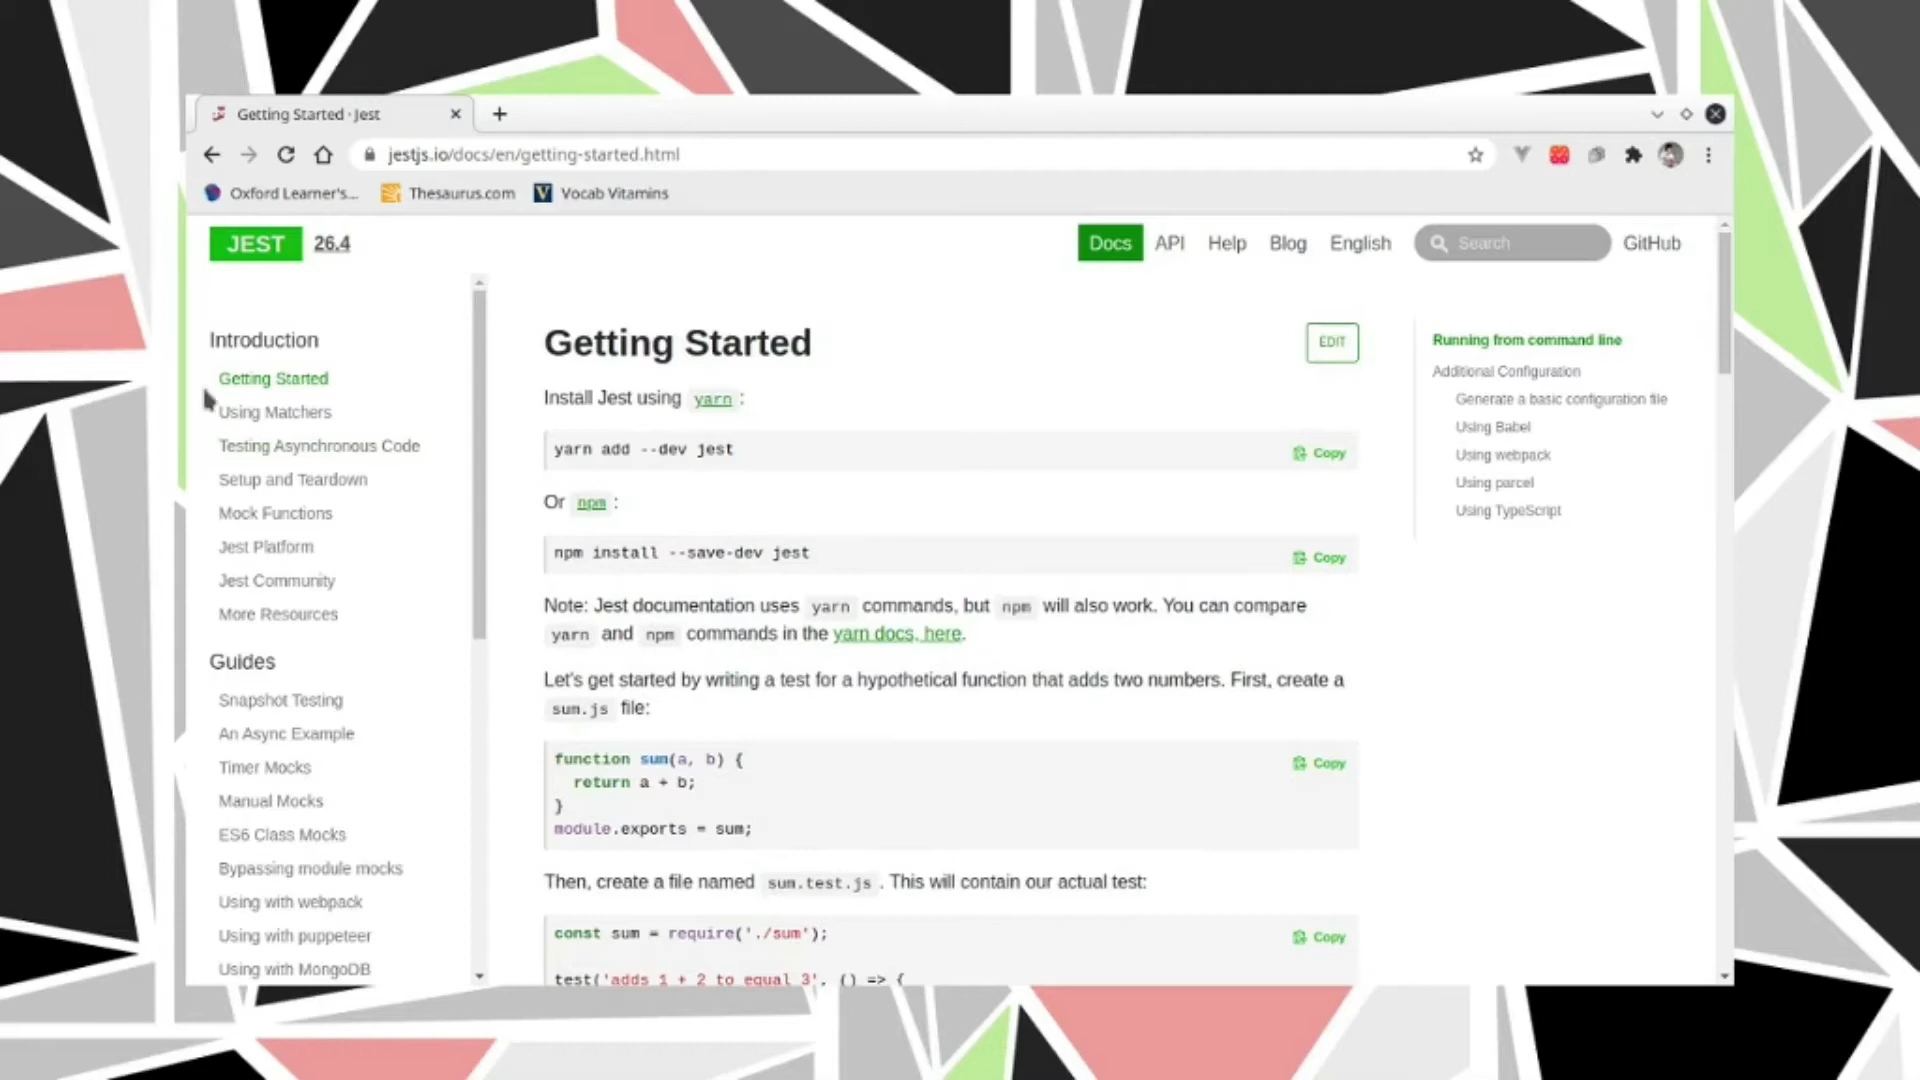 Getting Started · Jest
jestjs.io/docs/en/getting-started.html
Oxford Learner's...
Thesaurus.com
Vocab Vitamins
JEST 26.4
Docs API Help Blog English Search GitHub
Introduction
Getting Started
Using Matchers
Testing Asynchronous Code
Setup and Teardown
Mock Functions
Jest Platform
Jest Community
More Resources
Guides
Snapshot Testing
An Async Example
Timer Mocks
Manual Mocks
ES6 Class Mocks
Bypassing module mocks
Using with webpack
Using with puppeteer
Using with MongoDB
Getting Started
EDIT
Install Jest using yarn :
yarn add --dev jest
Copy
Or npm :
npm install --save-dev jest
Copy
Note: Jest documentation uses yarn commands, but npm will also work. You can compare
yarn and npm commands in the yarn docs, here.
Let's get started by writing a test for a hypothetical function that adds two numbers. First, create a
sum.js file:
function sum(a, b) {
return a + b;
}
module.exports = sum;
Copy
Then, create a file named sum.test.js . This will contain our actual test:
const sum = require('./sum');
Copy
test('adds 1 + 2 to equal 3', () => {
Running from command line
Additional Configuration
Generate a basic configuration file
Using Babel
Using webpack
Using parcel
Using TypeScript